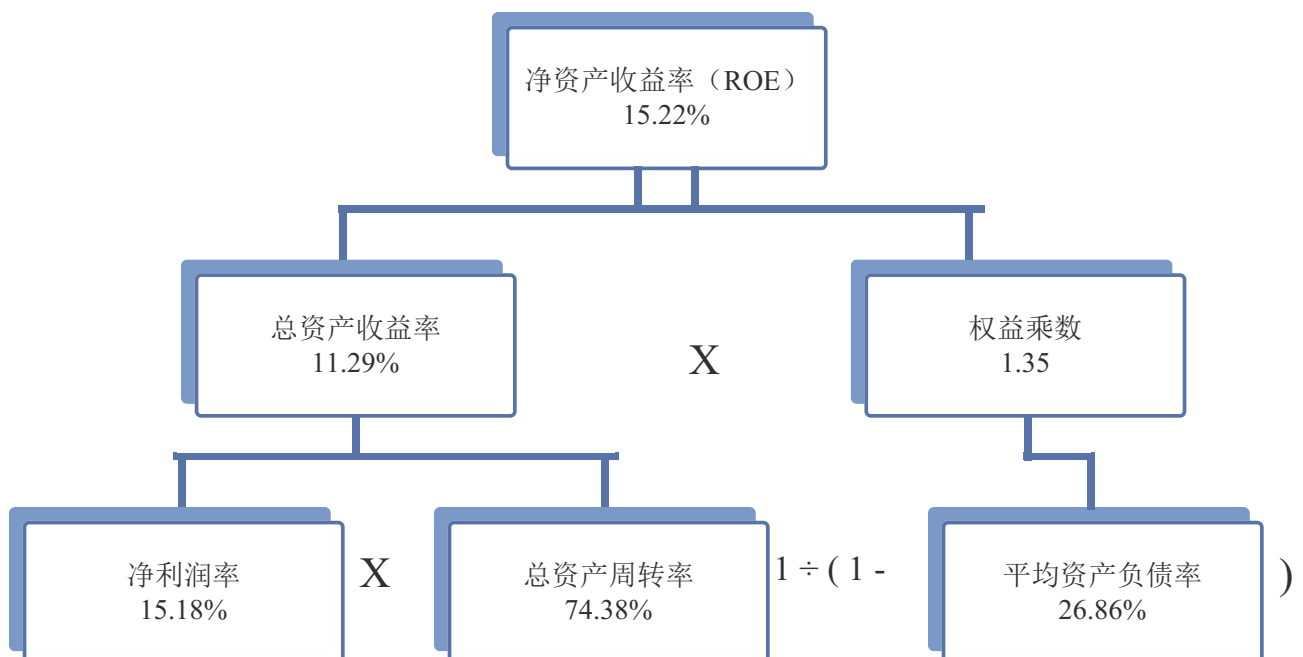 净资产收益率（ROE）
15.22%
总资产收益率
11.29%
X
权益乘数
1.35
净利润率
15.18%
X
总资产周转率
74.38%
1 ÷ ( 1 -
平均资产负债率
26.86%
)